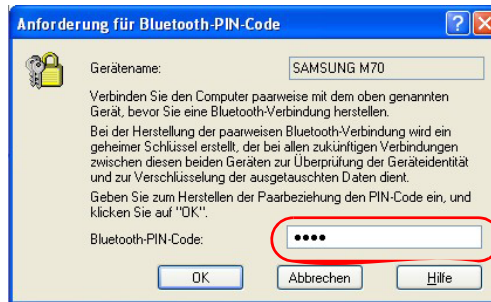 Anforderung für Bluetooth-PIN-Code
Gerätename: SAMSUNG M70
Verbinden Sie den Computer paarweise mit dem oben genannten
Gerät, bevor Sie eine Bluetooth-Verbindung herstellen.
Bei der Herstellung der paarweisen Bluetooth-Verbindung wird ein
geheimer Schlüssel erstellt, der bei allen zukünftigen Verbindungen
zwischen diesen beiden Geräten zur Überprüfung der Geräteidentität
und zur Verschlüsselung der ausgetauschten Daten dient.
Geben Sie zum Herstellen der Paarbeziehung den PIN-Code ein, und
klicken Sie auf "OK".
Bluetooth-PIN-Code: ••••
OK Abbrechen Hilfe